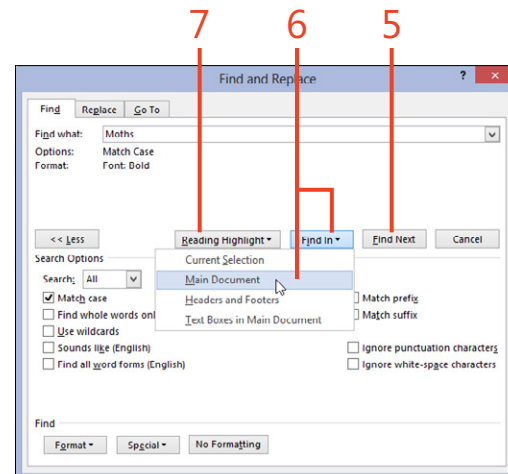 7 6 5
Find and Replace ? ×
Find Replace Go To
Find what: Moths
Options: Match Case
Format: Font: Bold
<< Less Reading Highlight Find In Find Next Cancel
Search Options
Current Selection
Search: All
Main Document
Match case
Headers and Footers
Match prefix
Find whole words onl
Text Boxes in Main Document
Match suffix
Use wildcards
Sounds like (English)
Ignore punctuation characters
Find all word forms (English)
Ignore white-space characters
Find
Format Special No Formatting